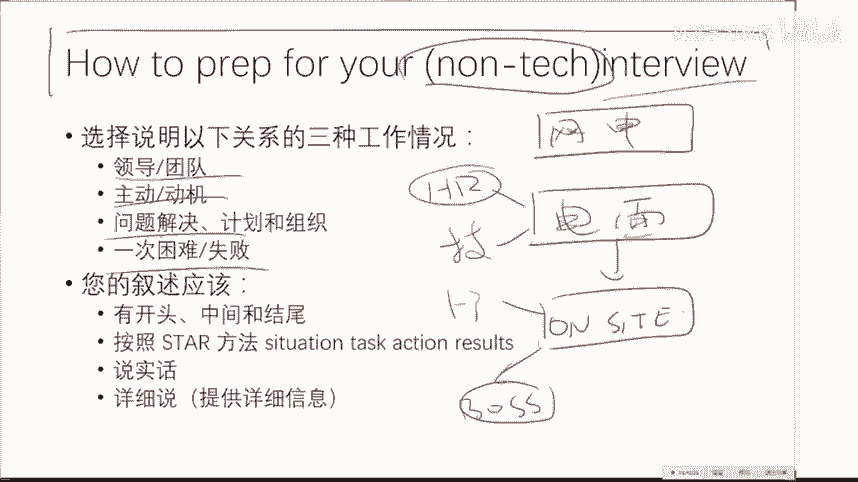 How to prep for your (non-tech)interview
• 选择说明以下关系的三种工作情况：
• 领导/团队
• 主动/动机
• 问题解决、计划和组织
• 一次困难/失败
• 您的叙述应该：
• 有开头、中间和结尾
• 按照 STAR 方法 situation task action results
• 说实话
• 详细说（提供详细信息）
网申
HR
电面
技
ON SITE
BOSS